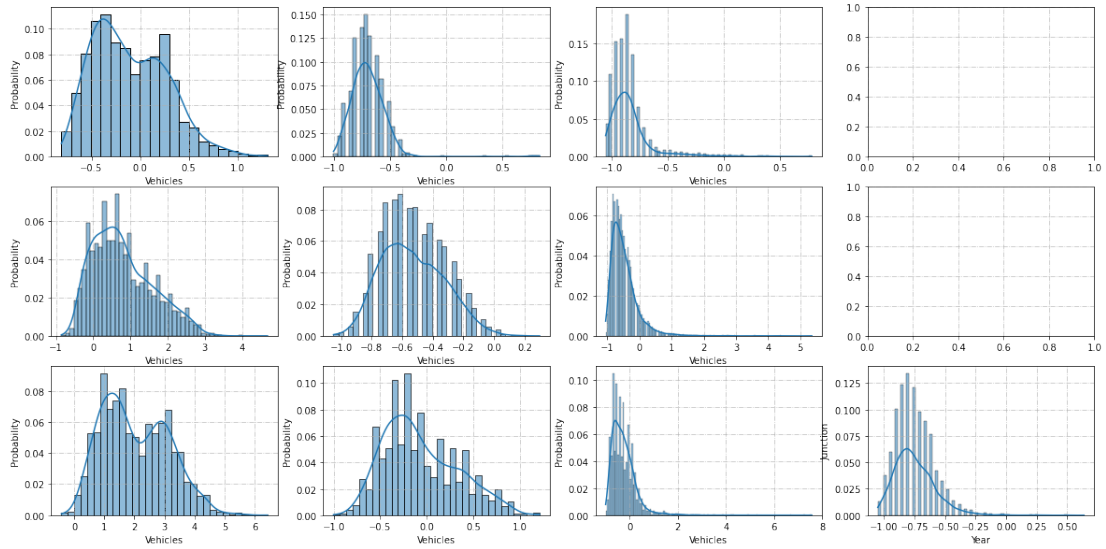 Probability
0.10
0.08
0.06
0.04
0.02
0.00
−0.5 0.0 0.5 1.0
Vehicles
Probability
0.150
0.125
0.100
0.075
0.050
0.025
0.000
−1.0 −0.5 0.0 0.5
Vehicles
Probability
0.15
0.10
0.05
0.00
−1.0 −0.5 0.0 0.5
Vehicles
1.0
0.8
0.6
0.4
0.2
0.0
0.0 0.2 0.4 0.6 0.8 1.0
Probability
0.06
0.04
0.02
0.00
−1 0 1 2 3 4
Vehicles
Probability
0.08
0.06
0.04
0.02
0.00
−1.0 −0.8 −0.6 −0.4 −0.2 0.0 0.2
Vehicles
Probability
0.06
0.04
0.02
0.00
−1 0 1 2 3 4 5
Vehicles
1.0
0.8
0.6
0.4
0.2
0.0
0.0 0.2 0.4 0.6 0.8 1.0
Probability
0.08
0.06
0.04
0.02
0.00
0 1 2 3 4 5 6
Vehicles
Probability
0.10
0.08
0.06
0.04
0.02
0.00
−1.0 −0.5 0.0 0.5 1.0
Vehicles
Probability
0.10
0.08
0.06
0.04
0.02
0.00
0 2 4 6 8
Vehicles
Junction
0.125
0.100
0.075
0.050
0.025
0.000
−1.00 −0.75 −0.50 −0.25 0.00 0.25 0.50
Year